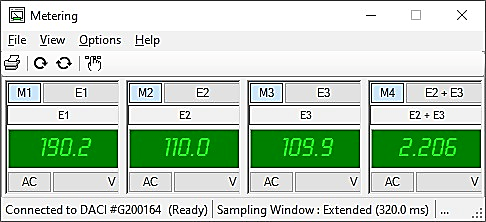 Metering
File View Options Help
M1 E1 M2 E2 M3 E3 M4 E2 + E3
E1 E2 E3 E2 + E3
190.2 110.0 109.9 2.206
AC V AC V AC V AC V
Connected to DACI #G200164 (Ready) Sampling Window : Extended (320.0 ms) ...